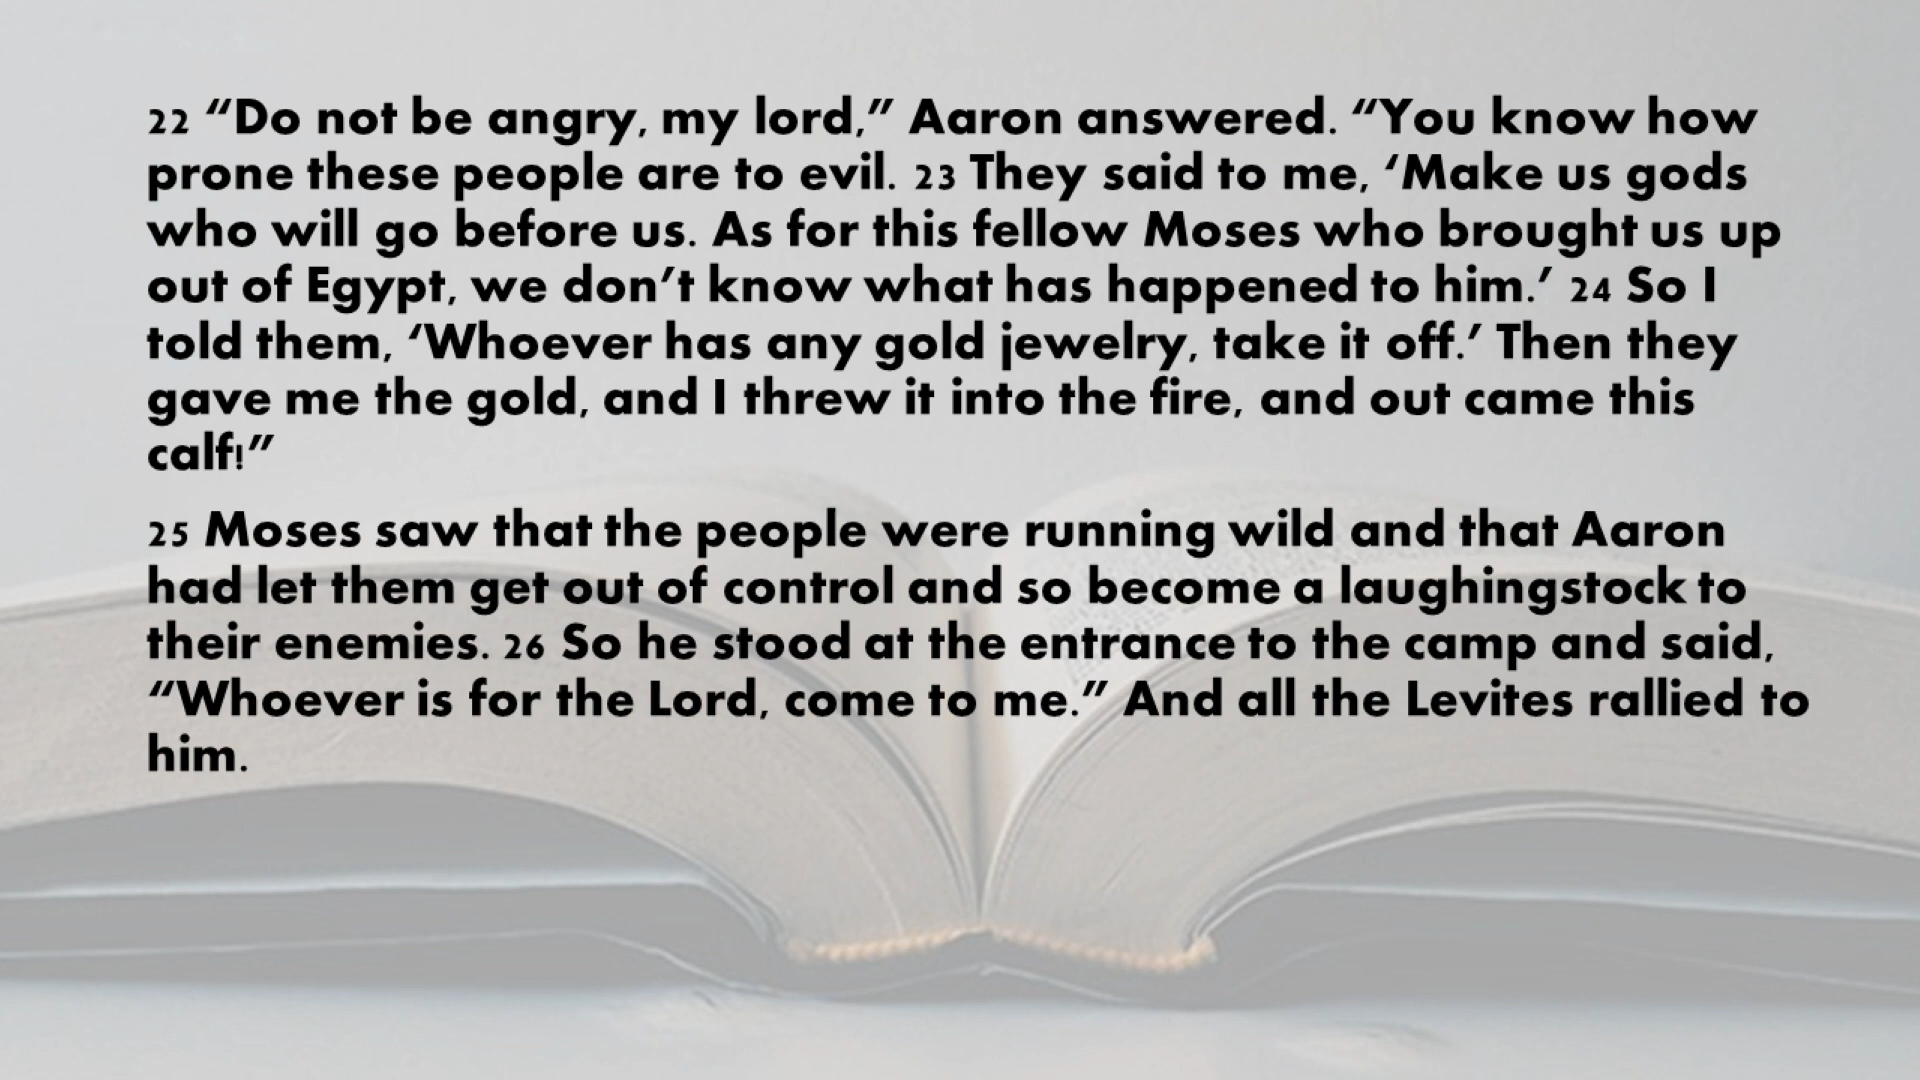 22 “Do not be angry, my lord,” Aaron answered. “You know how
prone these people are to evil. 23 They said to me, ‘Make us gods
who will go before us. As for this fellow Moses who brought us up
out of Egypt, we don’t know what has happened to him.’ 24 So I
told them, ‘Whoever has any gold jewelry, take it off.’ Then they
gave me the gold, and I threw it into the fire, and out came this
calf!”
25 Moses saw that the people were running wild and that Aaron
had let them get out of control and so become a laughingstock to
their enemies. 26 So he stood at the entrance to the camp and said,
“Whoever is for the Lord, come to me.” And all the Levites rallied to
him.